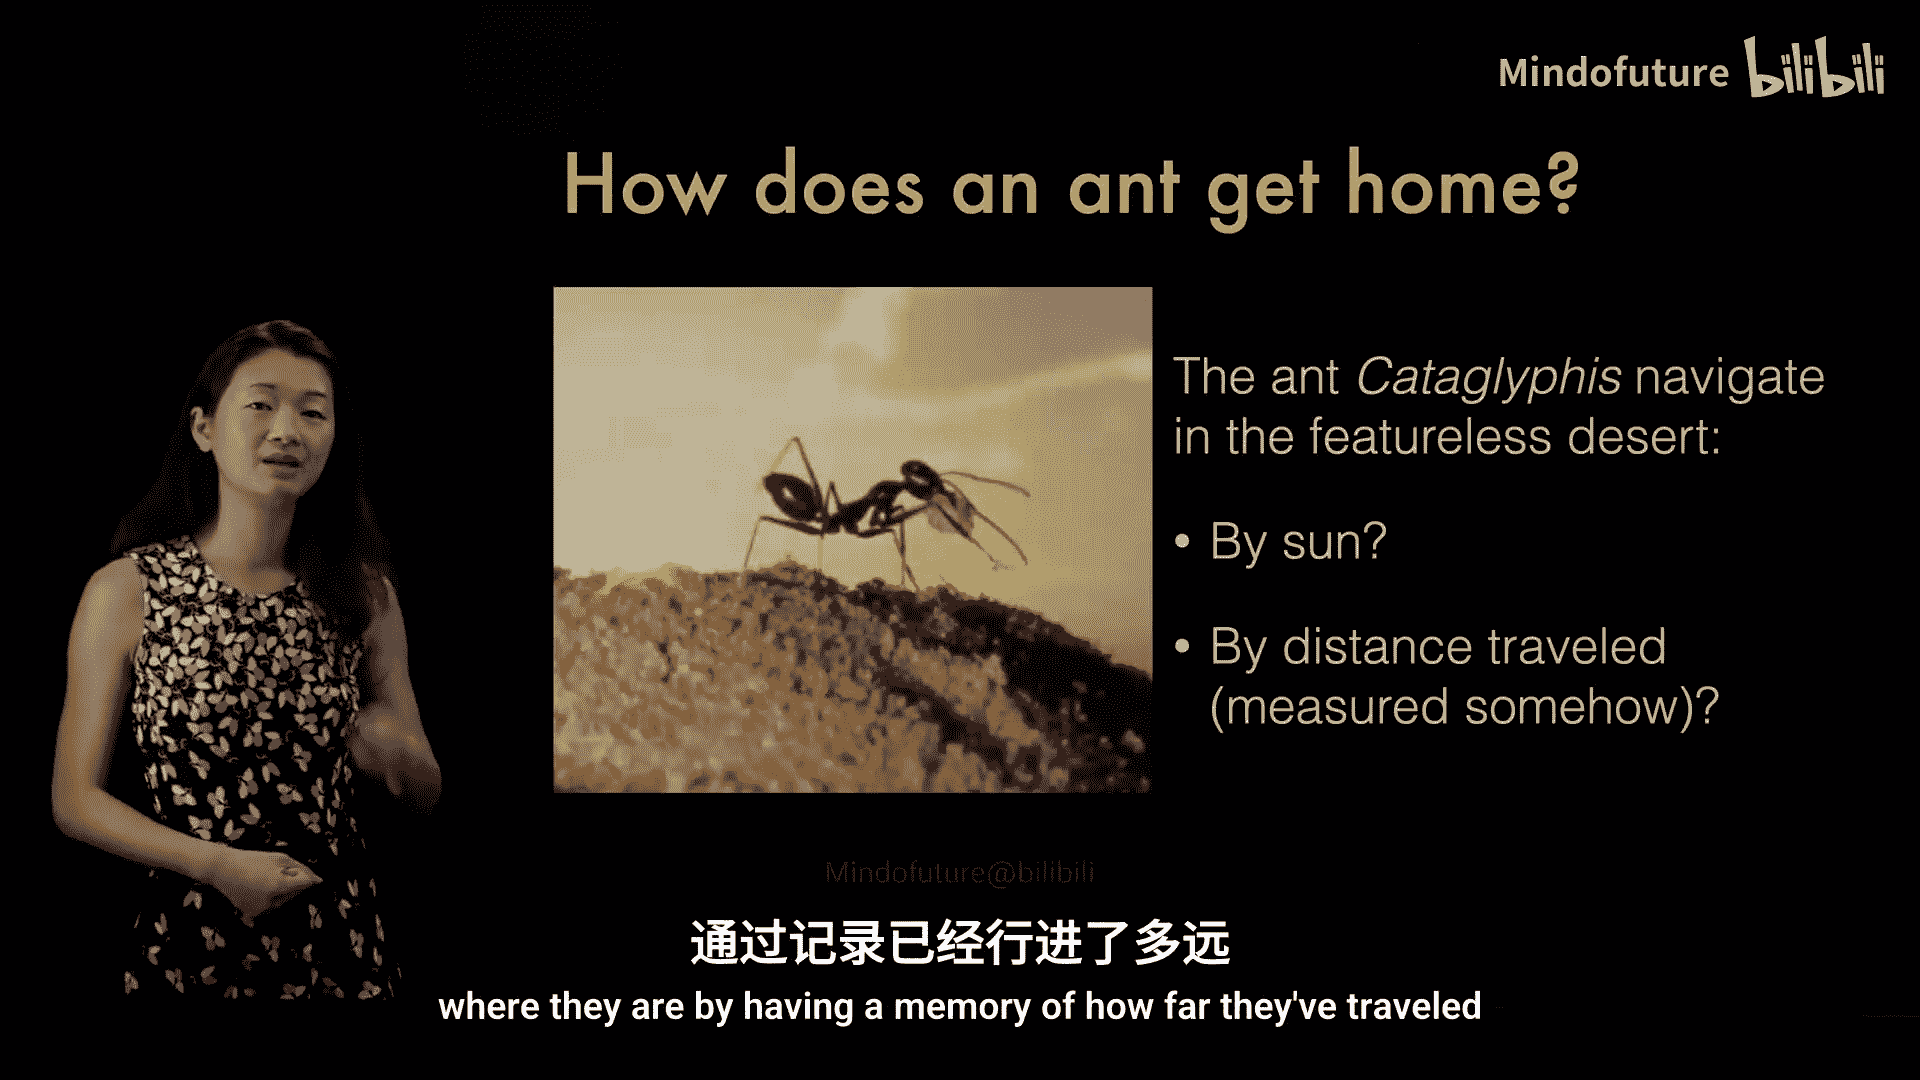 Mindofuture bilibili
How does an ant get home?
The ant Cataglyphis navigate
in the featureless desert:
• By sun?
• By distance traveled
(measured somehow)?
Mindofuture@bilibili
通过记录已经行进了多远
where they are by having a memory of how far they've traveled